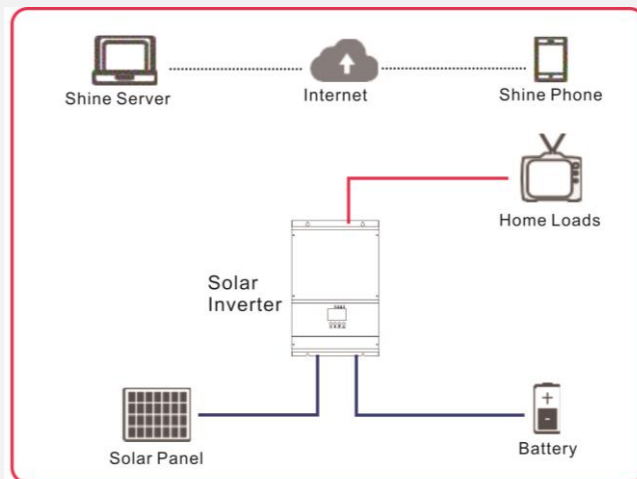 Shine Server
Internet
Shine Phone
Home Loads
Solar
Inverter
Solar Panel
+
-
Battery